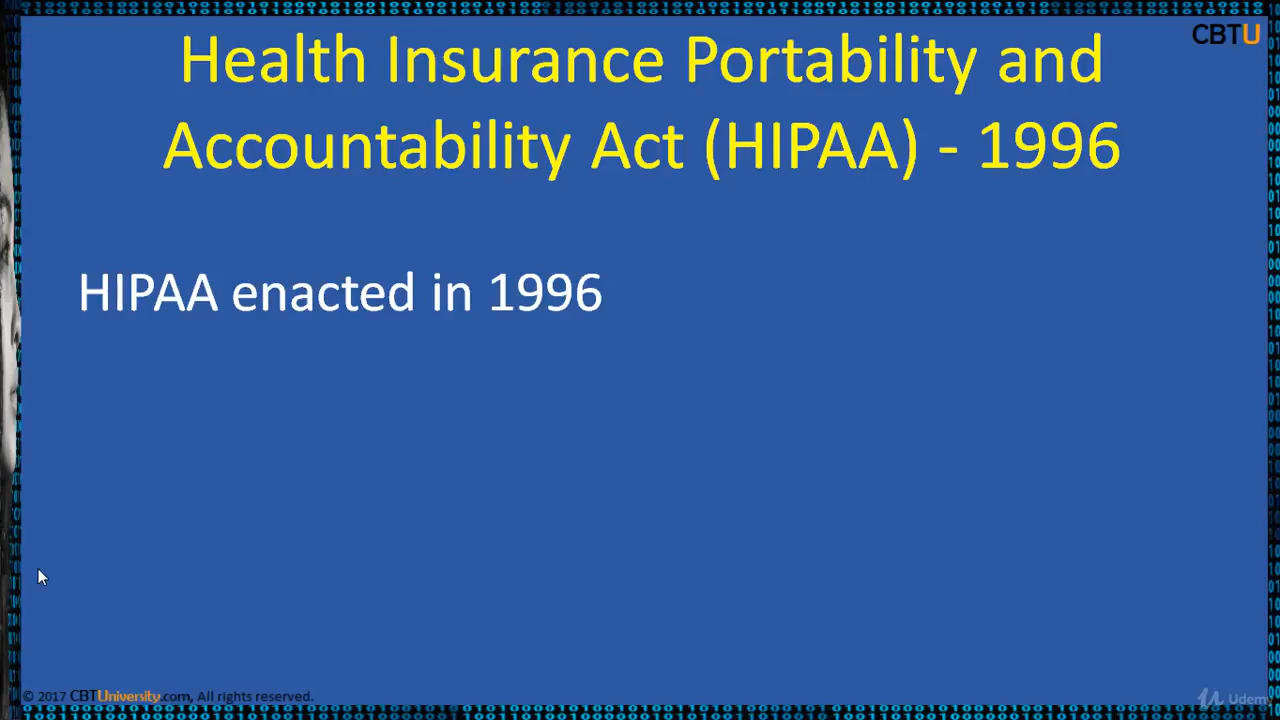 CBTU
Health Insurance Portability and
Accountability Act (HIPAA) - 1996
HIPAA enacted in 1996
© 2017 CBTUniversity.com, All rights reserved.
Udemy